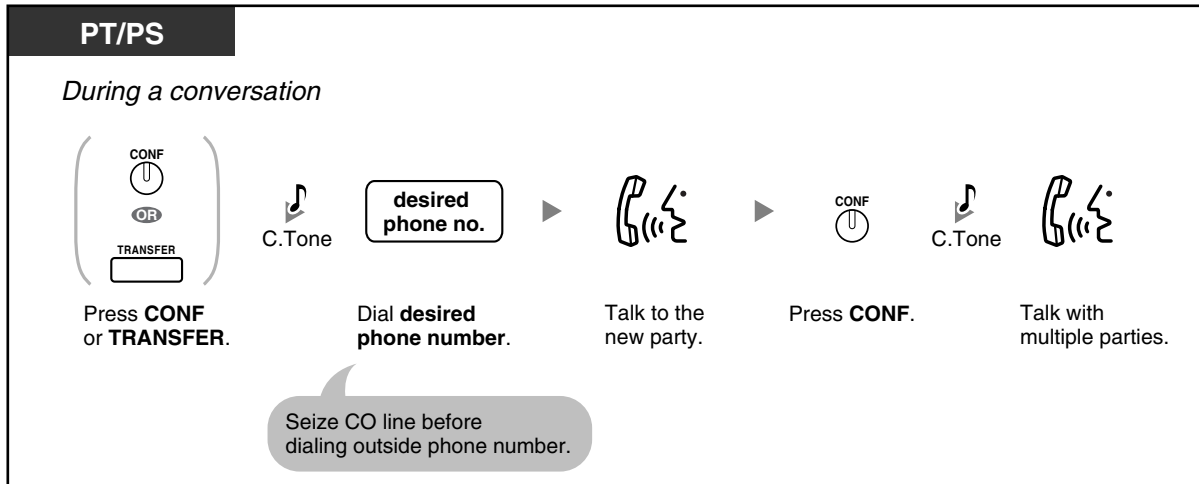 PT/PS
During a conversation
CONF
OR
TRANSFER
C.Tone
desired
phone no.
CONF
C.Tone
Press CONF
or TRANSFER.
Dial desired
phone number.
Talk to the
new party.
Press CONF.
Talk with
multiple parties.
Seize CO line before
dialing outside phone number.